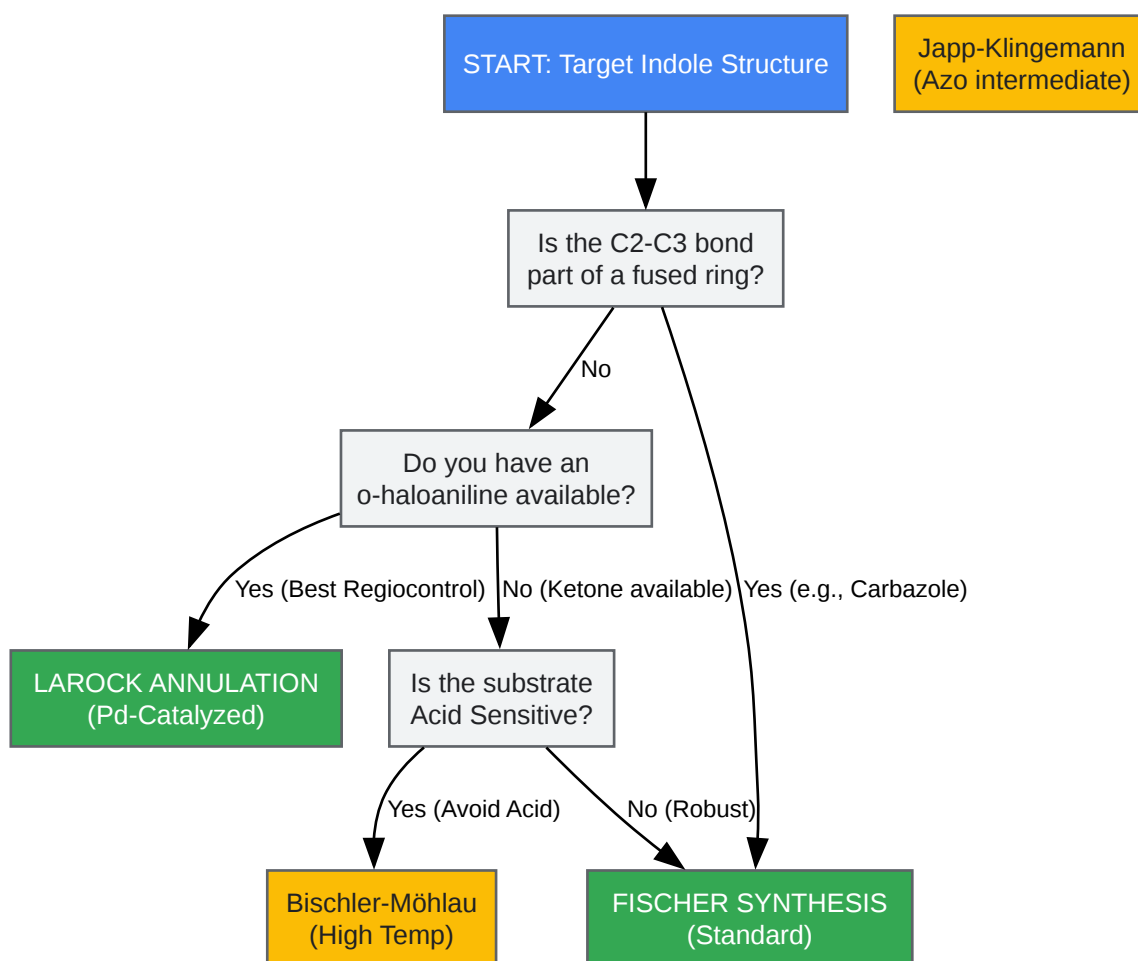 START: Target Indole Structure
Japp-Klingemann
(Azo intermediate)
Is the C2-C3 bond
part of a fused ring?
No
Do you have an
o-haloaniline available?
Yes (Best Regiocontrol)
No (Ketone available)
Yes (e.g., Carbazole)
LAROCK ANNULATION
(Pd-Catalyzed)
Is the substrate
Acid Sensitive?
Yes (Avoid Acid)
No (Robust)
Bischler-Möhlau
(High Temp)
FISCHER SYNTHESIS
(Standard)